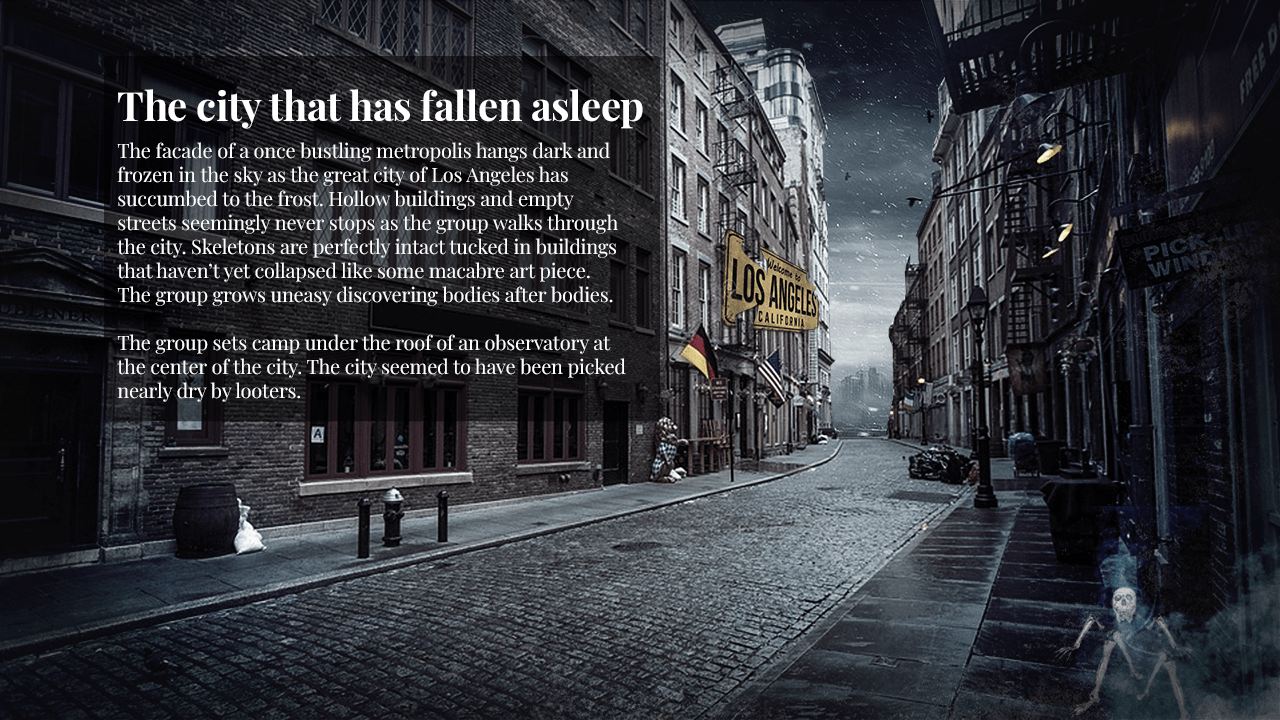 The city that has fallen asleep
The facade of a once bustling metropolis hangs dark and
frozen in the sky as the great city of Los Angeles has
succumbed to the frost. Hollow buildings and empty
streets seemingly never stops as the group walks through
the city. Skeletons are perfectly intact tucked in buildings
that haven’t yet collapsed like some macabre art piece.
The group grows uneasy discovering bodies after bodies.
The group sets camp under the roof of an observatory at
the center of the city. The city seemed to have been picked
nearly dry by looters.
Welcome to
LOS ANGELES
CALIFORNIA
PICK-UP
WINDOW
A